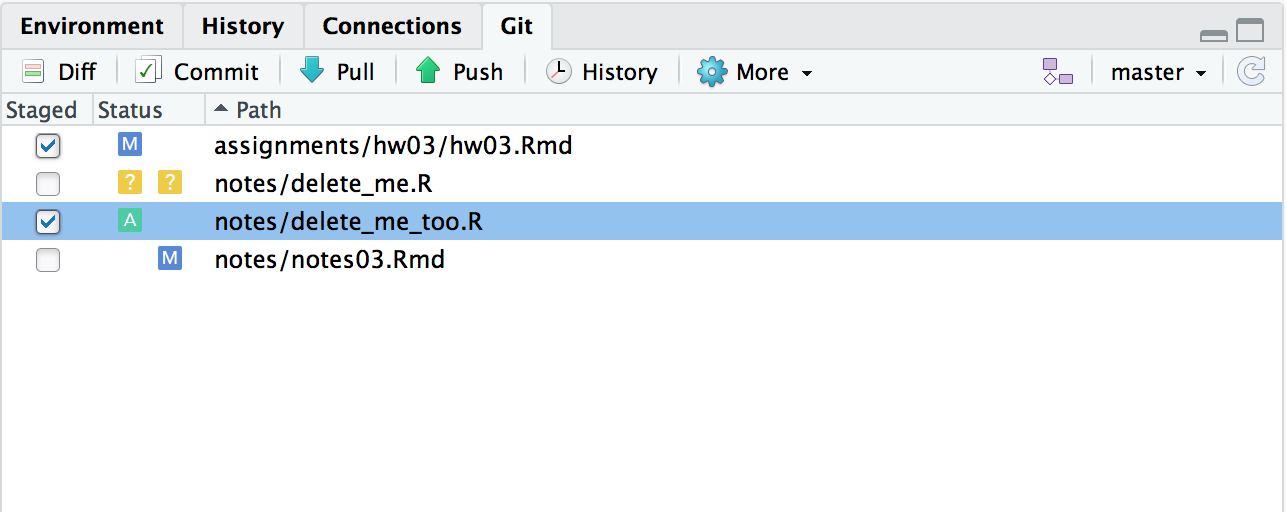 Environment History Connections Git
Diff Commit Pull Push History More master
Staged Status Path
M assignments/hw03/hw03.Rmd
? ? notes/delete_me.R
A notes/delete_me_too.R
M notes/notes03.Rmd